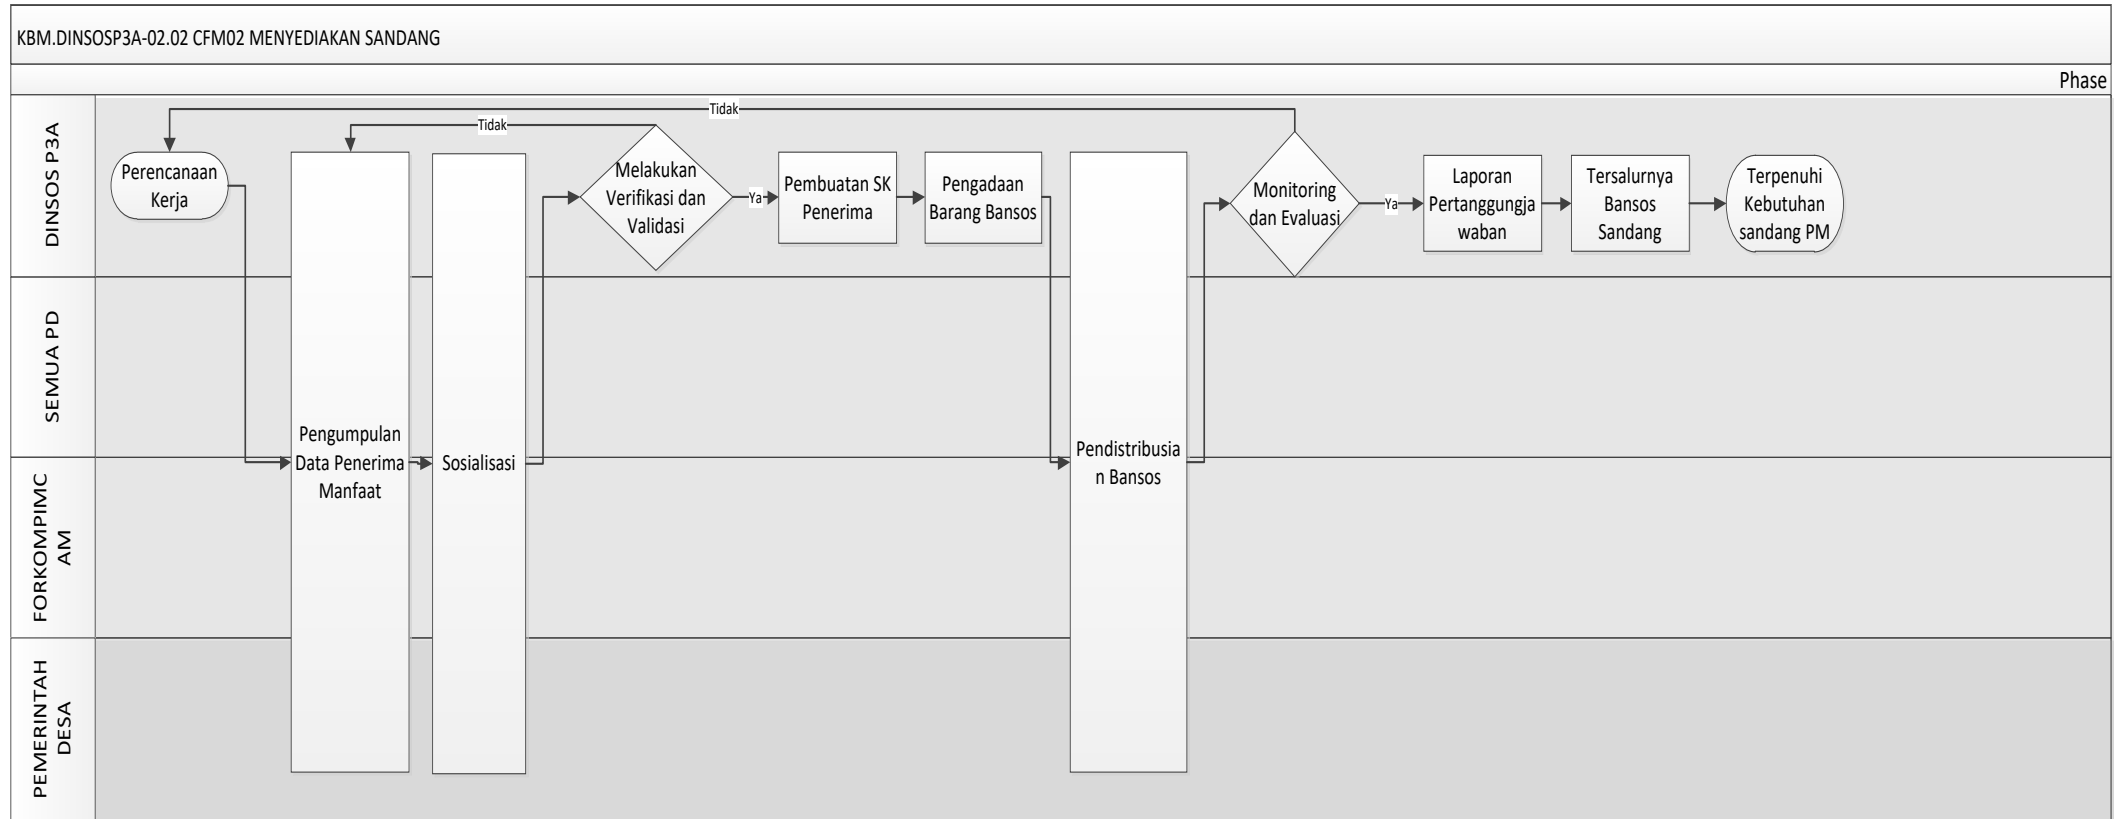 KBM.DINSOSP3A-02.02 CFM02 MENYEDIAKAN SANDANG
Phase
DINSOS P3A
Tidak
Tidak
Perencanaan
Kerja
Pengumpulan
Data Penerima
Manfaat
Sosialisasi
Melakukan
Verifikasi dan
Validasi
Ya
Pembuatan SK
Penerima
Pengadaan
Barang Bansos
Pendistribusia
n Bansos
Monitoring
dan Evaluasi
Ya
Laporan
Pertanggungja
waban
Tersalurnya
Bansos
Sandang
Terpenuhi
Kebutuhan
sandang PM
SEMUA PD
FORKOMPIMC
AM
PEMERINTAH
DESA